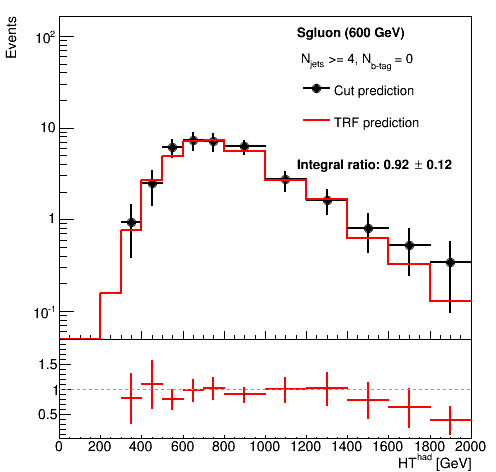 Events
10^2
10
1
10^-1
Sgluon (600 GeV)
N_jets >= 4, N_b-tag = 0
Cut prediction
TRF prediction
Integral ratio: 0.92 ± 0.12
1.5
1
0.5
0 200 400 600 800 1000 1200 1400 1600 1800 2000
HT^had [GeV]